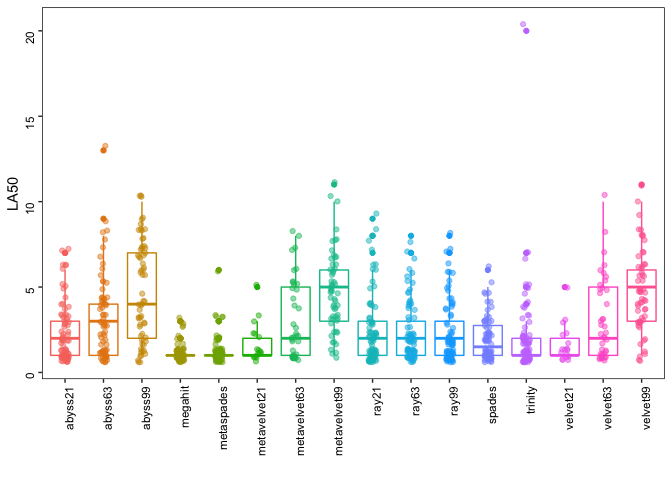 LA50
20
15
10
5
0
abyss21
abyss63
abyss99
megahit
metaspades
metavelvet21
metavelvet63
metavelvet99
ray21
ray63
ray99
spades
trinity
velvet21
velvet63
velvet99